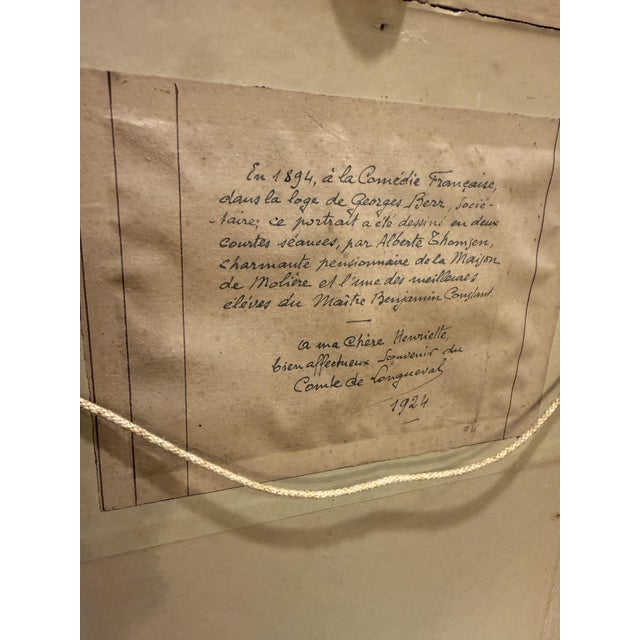 En 1894, à la Comédie Française,
dans la loge de Georges Berr, socié-
-taire; ce portrait a été dessiné en deux
courtes séances, par Alberte Thomsen,
charmante pensionnaire de la Maison
de Molière et l'une des meilleures
élèves du Maître Benjamin Constant.
—
a ma chère Henriette,
bien affectueux souvenir du
Comte de Longueval
1924
—